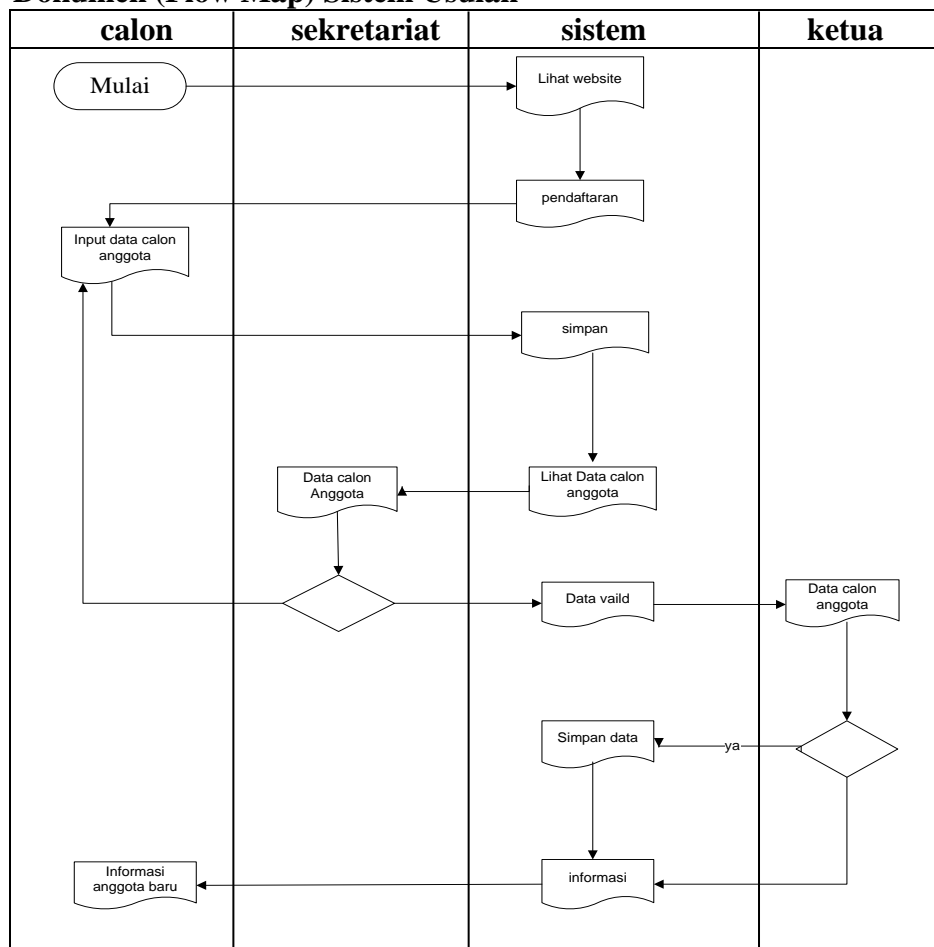 Dokumen (Flow Map) Sistem Usulan
calon sekretariat sistem ketua
Mulai
Lihat website
pendaftaran
Input data calon
anggota
simpan
Data calon
Anggota
Lihat Data calon
anggota
Data vaild
Data calon
anggota
Simpan data
ya
Informasi
anggota baru
informasi